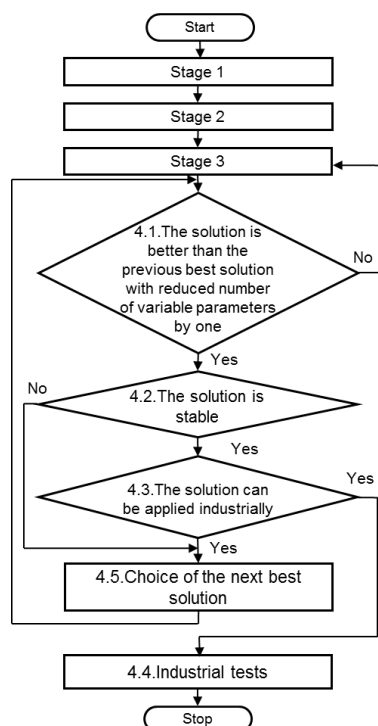 Start
Stage 1
Stage 2
Stage 3
4.1.The solution is
better than the
previous best solution
with reduced number
of variable parameters
by one
No
Yes
No
4.2.The solution is
stable
Yes
4.3.The solution can
be applied industrially
Yes
Yes
4.5.Choice of the next best
solution
4.4.Industrial tests
Stop